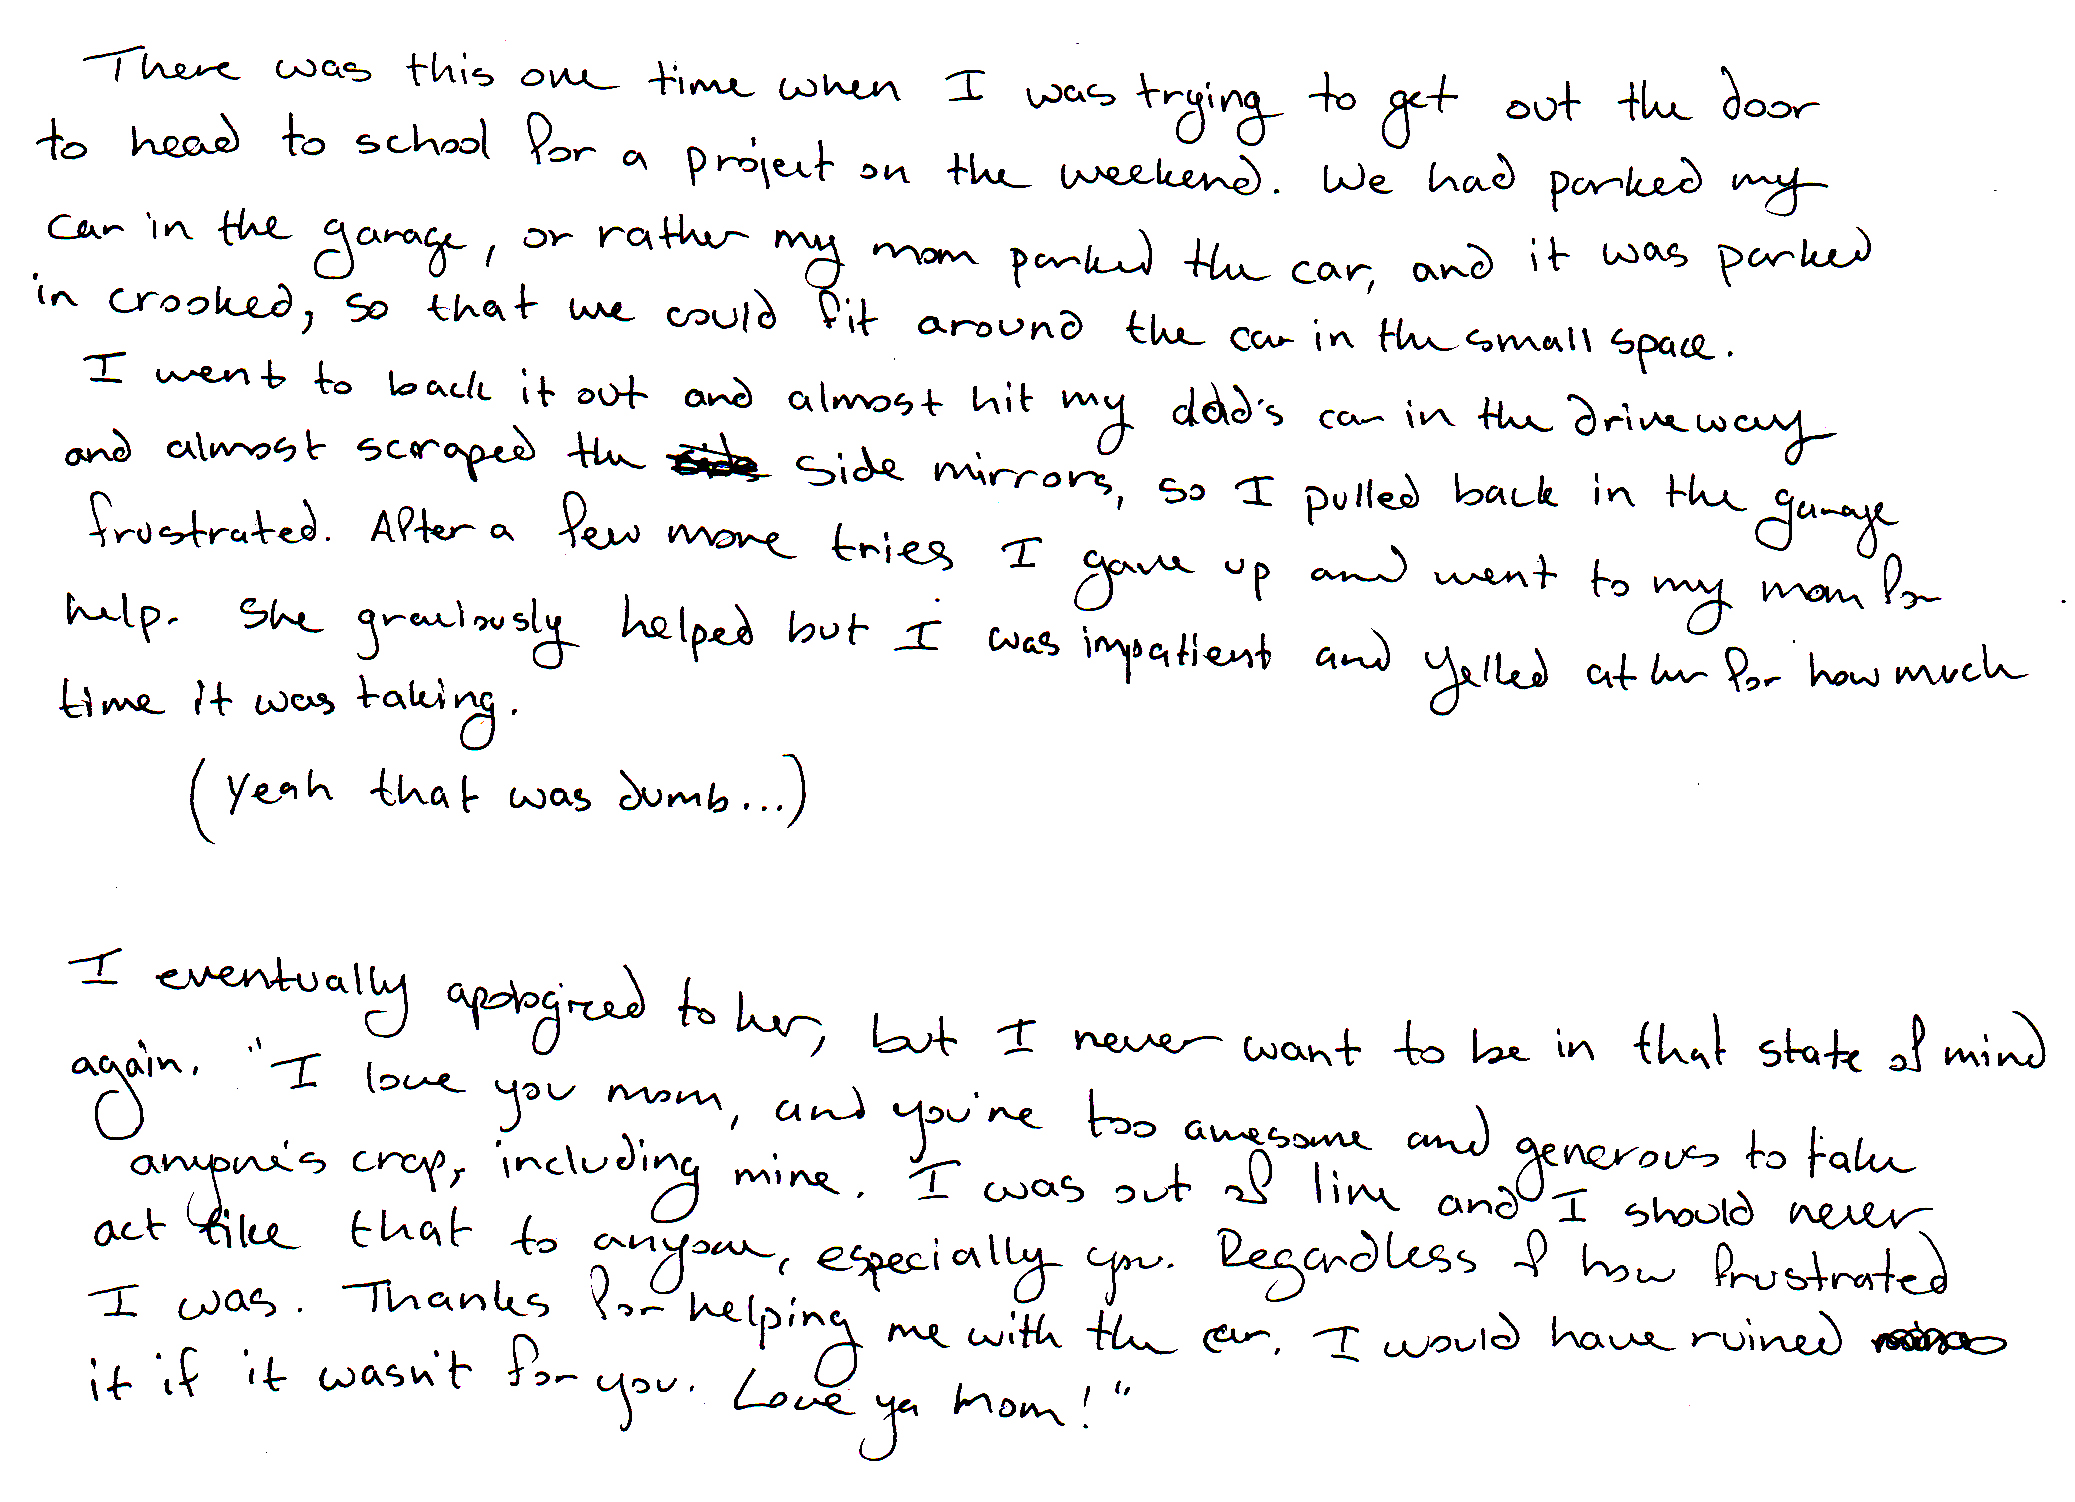 There was this one time when I was trying to get out the door
to head to school for a project on the weekend. We had parked my
car in the garage, or rather my mom parked the car, and it was parked
in crooked, so that we could fit around the car in the small space.
I went to back it out and almost hit my dad's car in the driveway
and almost scraped the side mirrors, so I pulled back in the garage
frustrated. After a few more tries I gave up and went to my mom for
help. She graciously helped but I was impatient and yelled at her for how much
time it was taking.
(Yeah that was dumb...)
I eventually apologized to her, but I never want to be in that state of mind
again. "I love you mom, and you're too awesome and generous to take
anyone's crap, including mine. I was out of line and I should never
act like that to anyone, especially you. Regardless of how frustrated
I was. Thanks for helping me with the car. I would have ruined
it if it wasn't for you. Love ya Mom!"